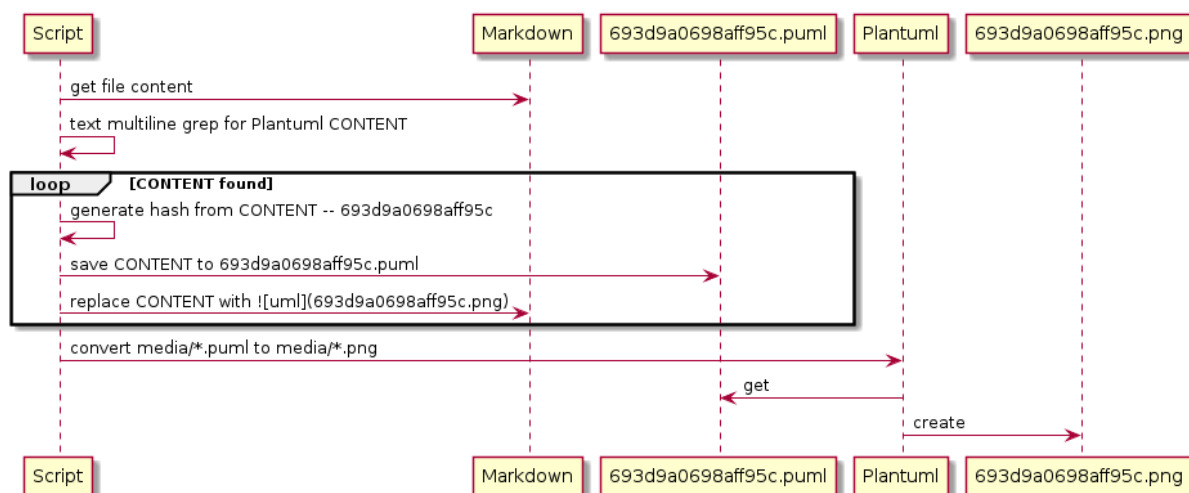 Script Markdown 693d9a0698aff95c.puml Plantuml 693d9a0698aff95c.png
get file content
text multiline grep for Plantuml CONTENT
loop [CONTENT found]
generate hash from CONTENT -- 693d9a0698aff95c
save CONTENT to 693d9a0698aff95c.puml
replace CONTENT with ![uml](693d9a0698aff95c.png)
convert media/*.puml to media/*.png
get
create
Script Markdown 693d9a0698aff95c.puml Plantuml 693d9a0698aff95c.png